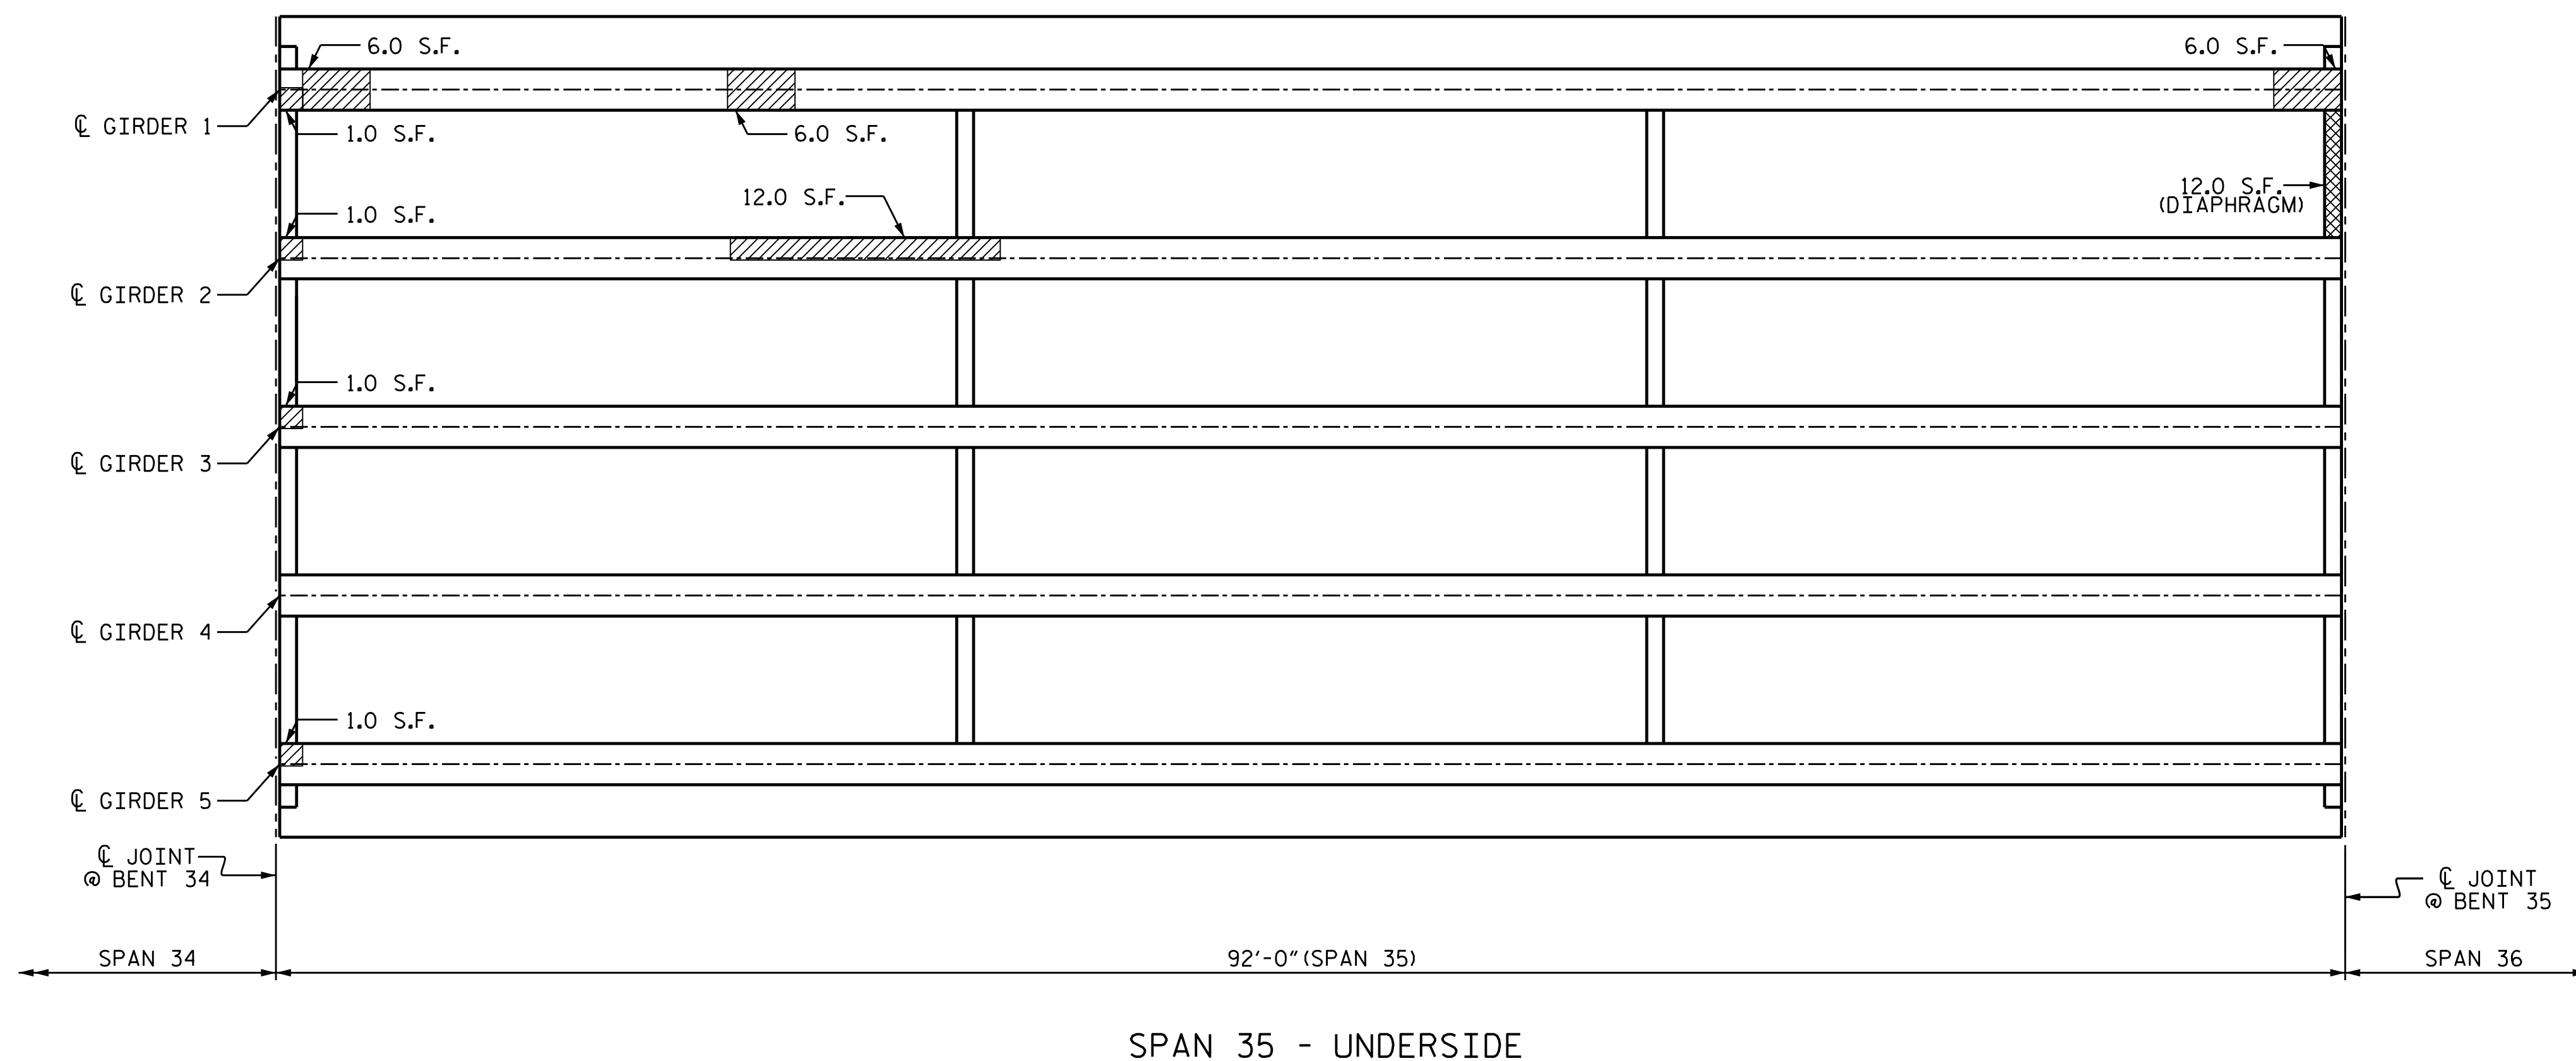 6.0 S.F.
6.0 S.F.
℄ GIRDER 1
1.0 S.F.
6.0 S.F.
12.0 S.F.
12.0 S.F.
(DIAPHRAGM)
1.0 S.F.
℄ GIRDER 2
1.0 S.F.
℄ GIRDER 3
℄ GIRDER 4
1.0 S.F.
℄ GIRDER 5
℄ JOINT
@ BENT 34
℄ JOINT
@ BENT 35
SPAN 34
92'-0" (SPAN 35)
SPAN 36
SPAN 35 - UNDERSIDE